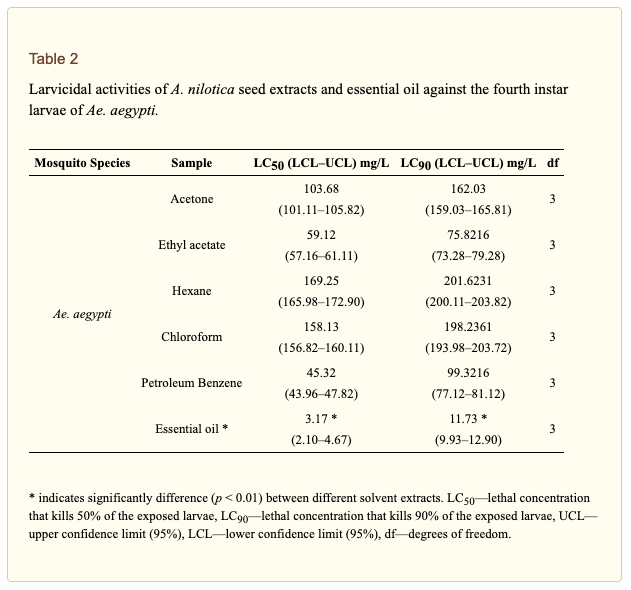 Table 2
Larvicidal activities of A. nilotica seed extracts and essential oil against the fourth instar
larvae of Ae. aegypti.
Mosquito Species Sample LC50 (LCL–UCL) mg/L LC90 (LCL–UCL) mg/L df
Ae. aegypti
Acetone 103.68 (101.11–105.82) 162.03 (159.03–165.81) 3
Ethyl acetate 59.12 (57.16–61.11) 75.8216 (73.28–79.28) 3
Hexane 169.25 (165.98–172.90) 201.6231 (200.11–203.82) 3
Chloroform 158.13 (156.82–160.11) 198.2361 (193.98–203.72) 3
Petroleum Benzene 45.32 (43.96–47.82) 99.3216 (77.12–81.12) 3
Essential oil * 3.17 * (2.10–4.67) 11.73 * (9.93–12.90) 3
* indicates significantly difference (p < 0.01) between different solvent extracts. LC50—lethal concentration
that kills 50% of the exposed larvae, LC90—lethal concentration that kills 90% of the exposed larvae, UCL—
upper confidence limit (95%), LCL—lower confidence limit (95%), df—degrees of freedom.